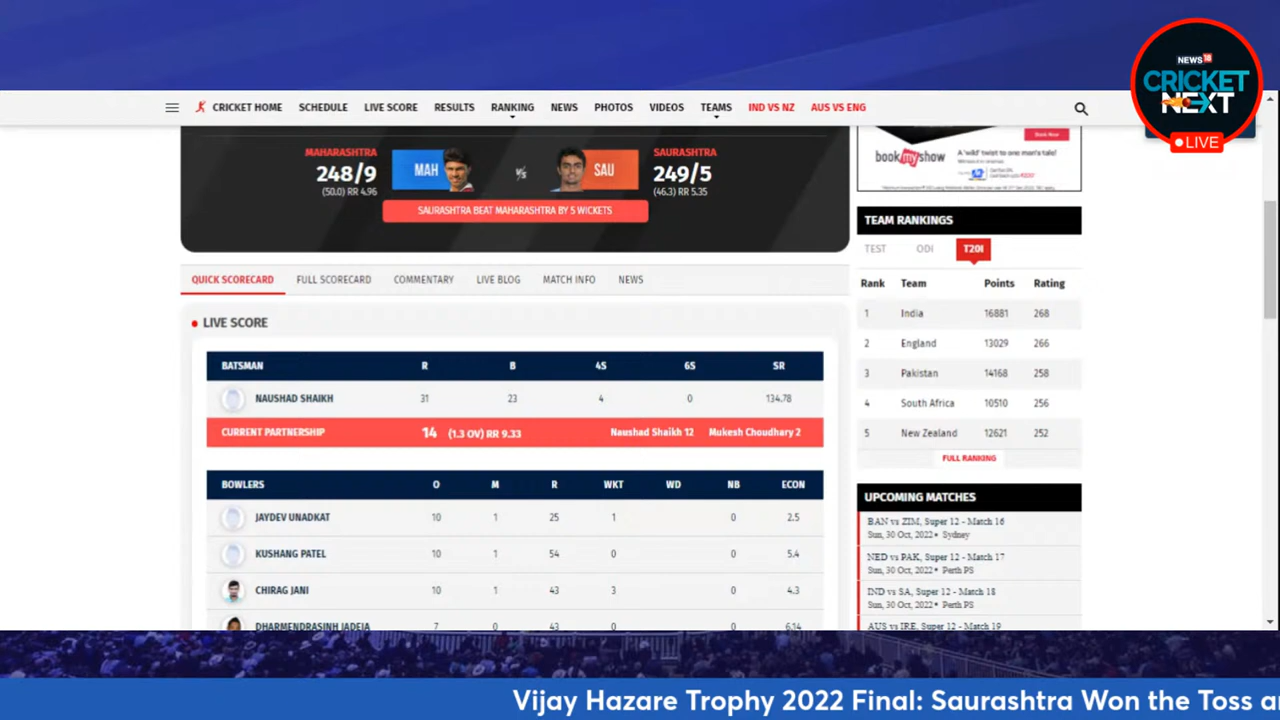 NEWS18
CRICKET
NEXT
LIVE
CRICKET HOME SCHEDULE LIVE SCORE RESULTS RANKING NEWS PHOTOS VIDEOS TEAMS IND VS NZ AUS VS ENG
MAHARASHTRA
248/9
(50.0) RR 4.96
MAH
VS
SAU
SAURASHTRA
249/5
(46.3) RR 5.35
SAURASHTRA BEAT MAHARASHTRA BY 5 WICKETS
Book Now
bookmyshow
A 'wild' twist to one man's tale!
TEAM RANKINGS
TEST ODI T20I
Rank Team Points Rating
1 India 16881 268
2 England 13029 266
3 Pakistan 14168 258
4 South Africa 10510 256
5 New Zealand 12621 252
FULL RANKING
QUICK SCORECARD FULL SCORECARD COMMENTARY LIVE BLOG MATCH INFO NEWS
LIVE SCORE
BATSMAN R B 4S 6S SR
NAUSHAD SHAIKH 31 23 4 0 134.78
CURRENT PARTNERSHIP 14 (1.3 OV) RR 9.33 Naushad Shaikh 12 Mukesh Choudhary 2
BOWLERS O M R WKT WD NB ECON
JAYDEV UNADKAT 10 1 25 1 0 2.5
KUSHANG PATEL 10 1 54 0 0 5.4
CHIRAG JANI 10 1 43 3 0 4.3
DHARMENDRASINH JADEJA 7 0 43 0 0 6.14
UPCOMING MATCHES
BAN vs ZIM, Super 12 - Match 16
Sun, 30 Oct, 2022• Sydney
NED vs PAK, Super 12 - Match 17
Sun, 30 Oct, 2022• Perth PS
IND vs SA, Super 12 - Match 18
Sun, 30 Oct, 2022• Perth PS
AUS vs IRE, Super 12 - Match 19
Vijay Hazare Trophy 2022 Final: Saurashtra Won the Toss a